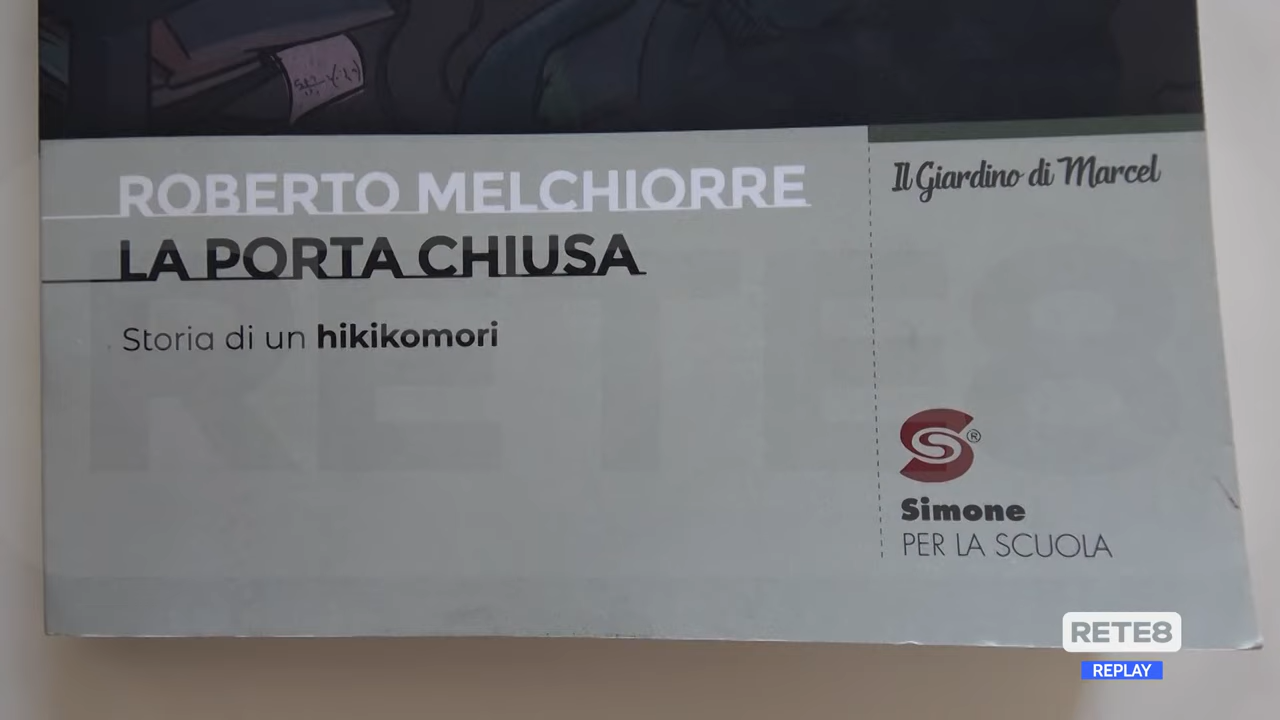 ROBERTO MELCHIORRE
LA PORTA CHIUSA
Storia di un hikikomori
Il Giardino di Marcel
S®
Simone
PER LA SCUOLA
RETE8
RETE8
REPLAY